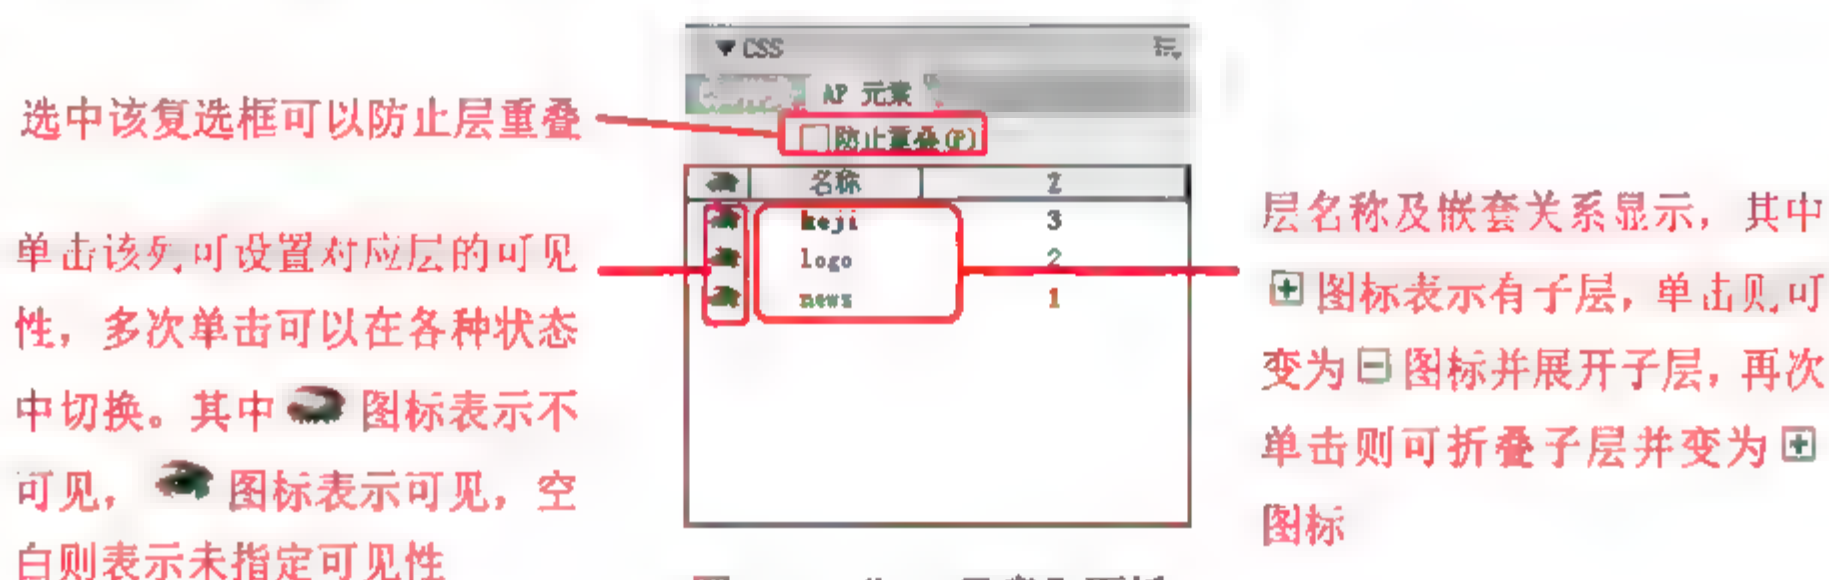 选中该复选框可以防止层重叠
单击该列可设置对应层的可见
性，多次单击可以在各种状态
中切换。其中图标表示不
可见，图标表示可见，空
白则表示未指定可见性
CSS
AP 元素
防止重叠(P)
名称 Z
keji 3
logo 2
news 1
层名称及嵌套关系显示，其中
图标表示有子层，单击则可
变为图标并展开子层，再次
单击则可折叠子层并变为
图标